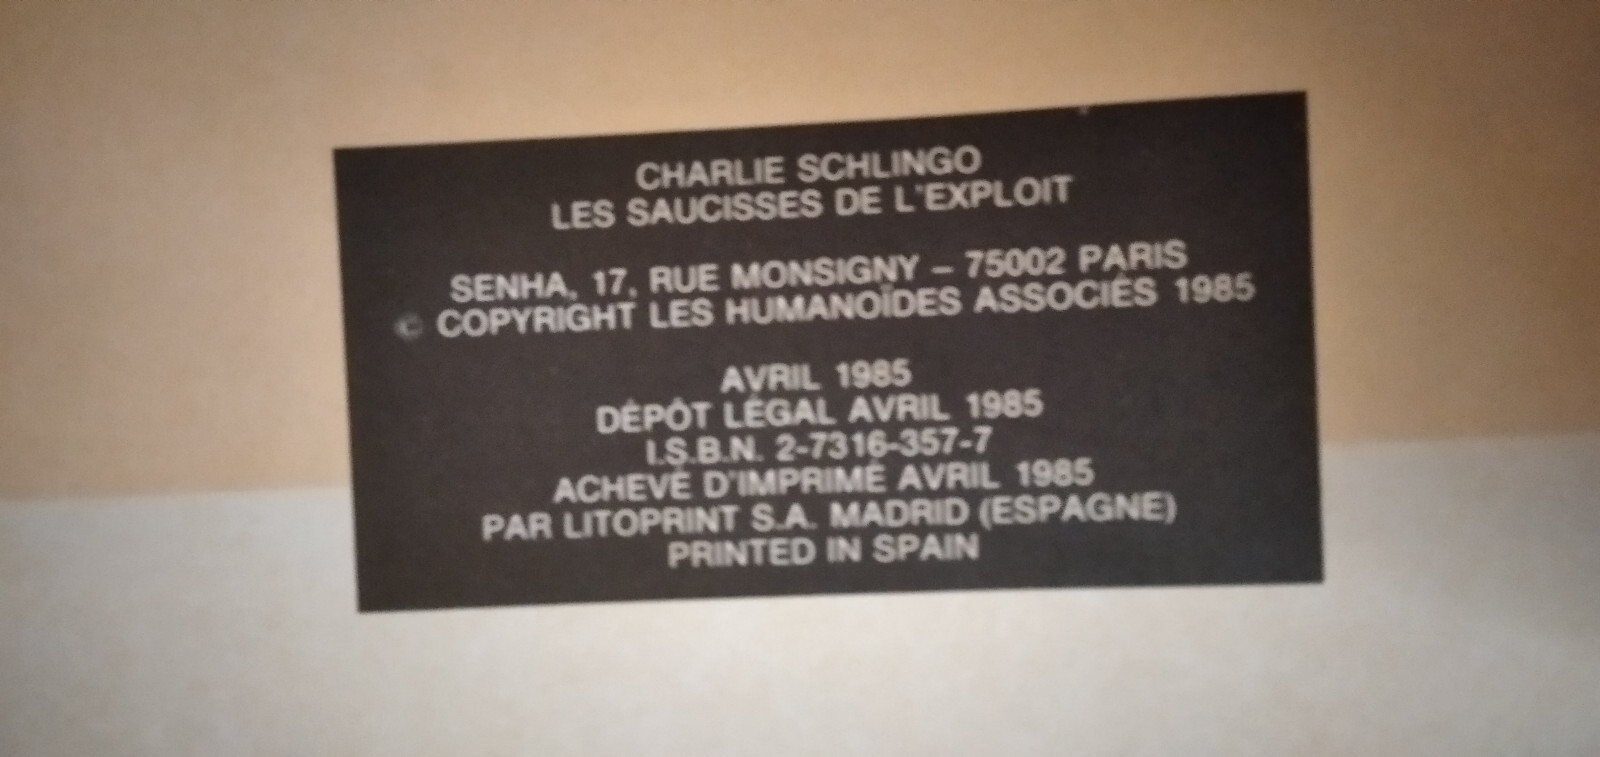 CHARLIE SCHLINGO
LES SAUCISSES DE L'EXPLOIT
SENHA, 17, RUE MONSIGNY – 75002 PARIS
© COPYRIGHT LES HUMANOÏDES ASSOCIÉS 1985
AVRIL 1985
DÉPÔT LÉGAL AVRIL 1985
I.S.B.N. 2-7316-357-7
ACHEVÉ D'IMPRIMÉ AVRIL 1985
PAR LITOPRINT S.A. MADRID (ESPAGNE)
PRINTED IN SPAIN